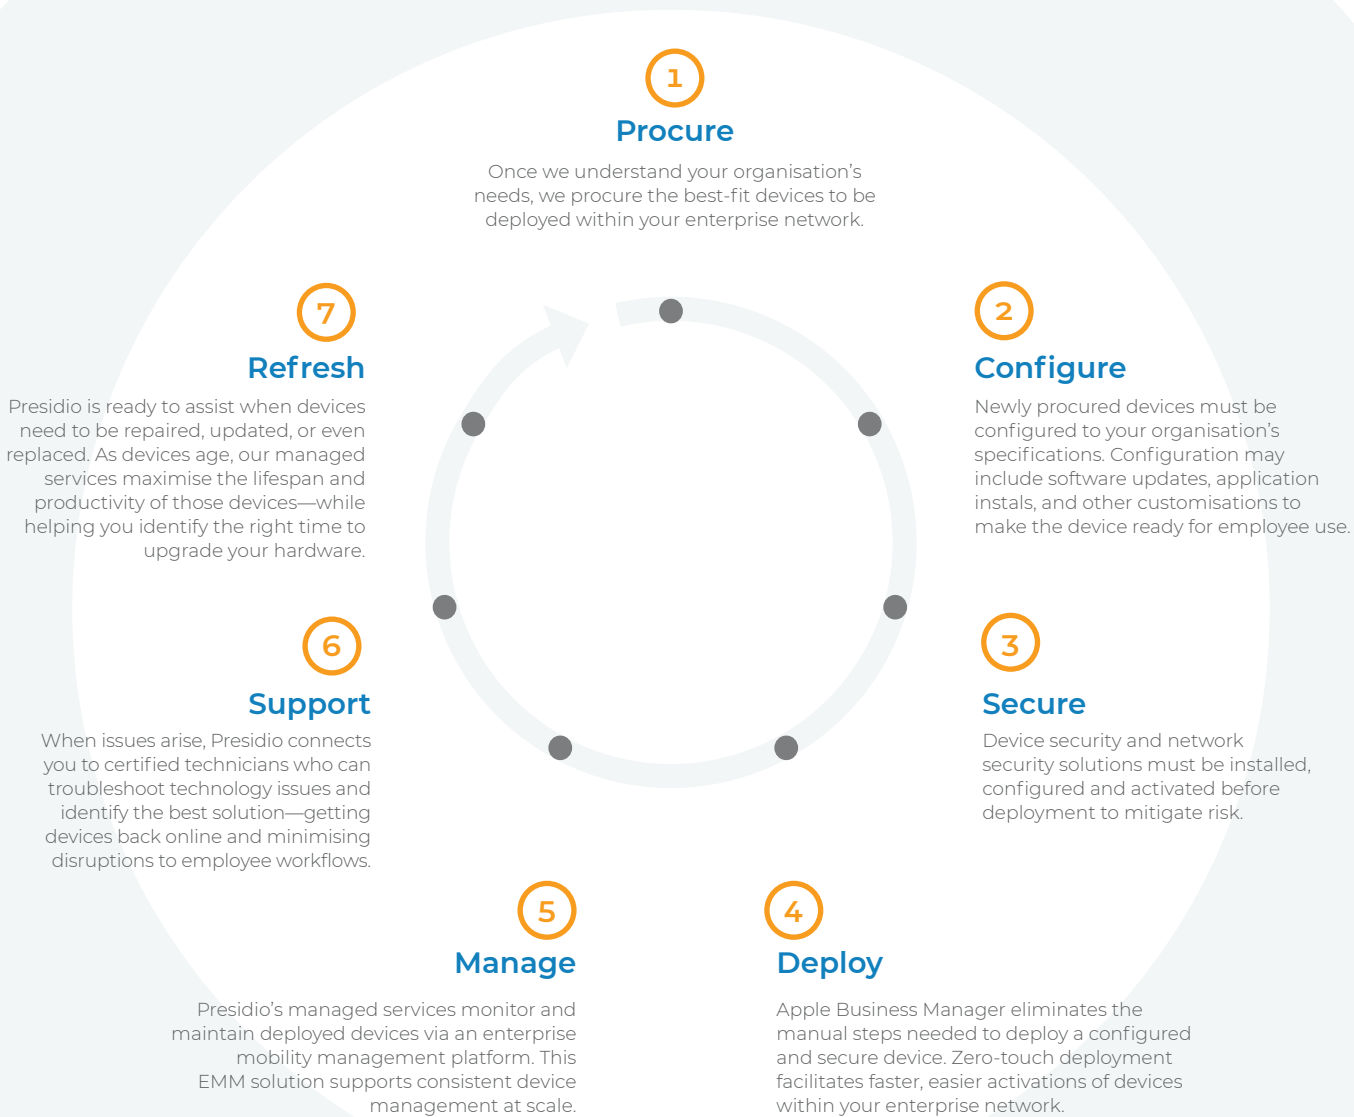 1
Procure
Once we understand your organisation’s
needs, we procure the best-fit devices to be
deployed within your enterprise network.
2
Configure
Newly procured devices must be
configured to your organisation’s
specifications. Configuration may
include software updates, application
instals, and other customisations to
make the device ready for employee use.
3
Secure
Device security and network
security solutions must be installed,
configured and activated before
deployment to mitigate risk.
4
Deploy
Apple Business Manager eliminates the
manual steps needed to deploy a configured
and secure device. Zero-touch deployment
facilitates faster, easier activations of devices
within your enterprise network.
5
Manage
Presidio’s managed services monitor and
maintain deployed devices via an enterprise
mobility management platform. This
EMM solution supports consistent device
management at scale.
6
Support
When issues arise, Presidio connects
you to certified technicians who can
troubleshoot technology issues and
identify the best solution—getting
devices back online and minimising
disruptions to employee workflows.
7
Refresh
Presidio is ready to assist when devices
need to be repaired, updated, or even
replaced. As devices age, our managed
services maximise the lifespan and
productivity of those devices—while
helping you identify the right time to
upgrade your hardware.